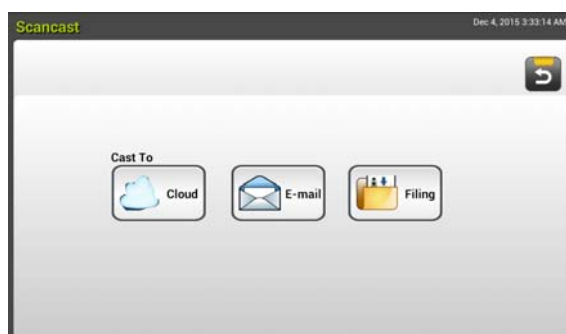 Scancast
Dec 4, 2015 3:33:14 AM
Cast To
Cloud
E-mail
Filing